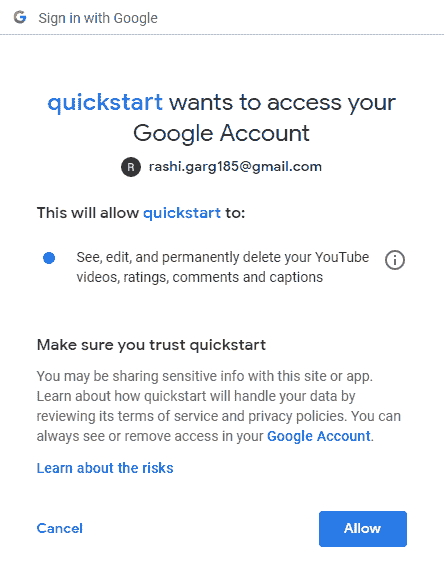 Sign in with Google
quickstart wants to access your
Google Account
R rashi.garg185@gmail.com
This will allow quickstart to:
See, edit, and permanently delete your YouTube
videos, ratings, comments and captions
Make sure you trust quickstart
You may be sharing sensitive info with this site or app.
Learn about how quickstart will handle your data by
reviewing its terms of service and privacy policies. You can
always see or remove access in your Google Account.
Learn about the risks
Cancel
Allow